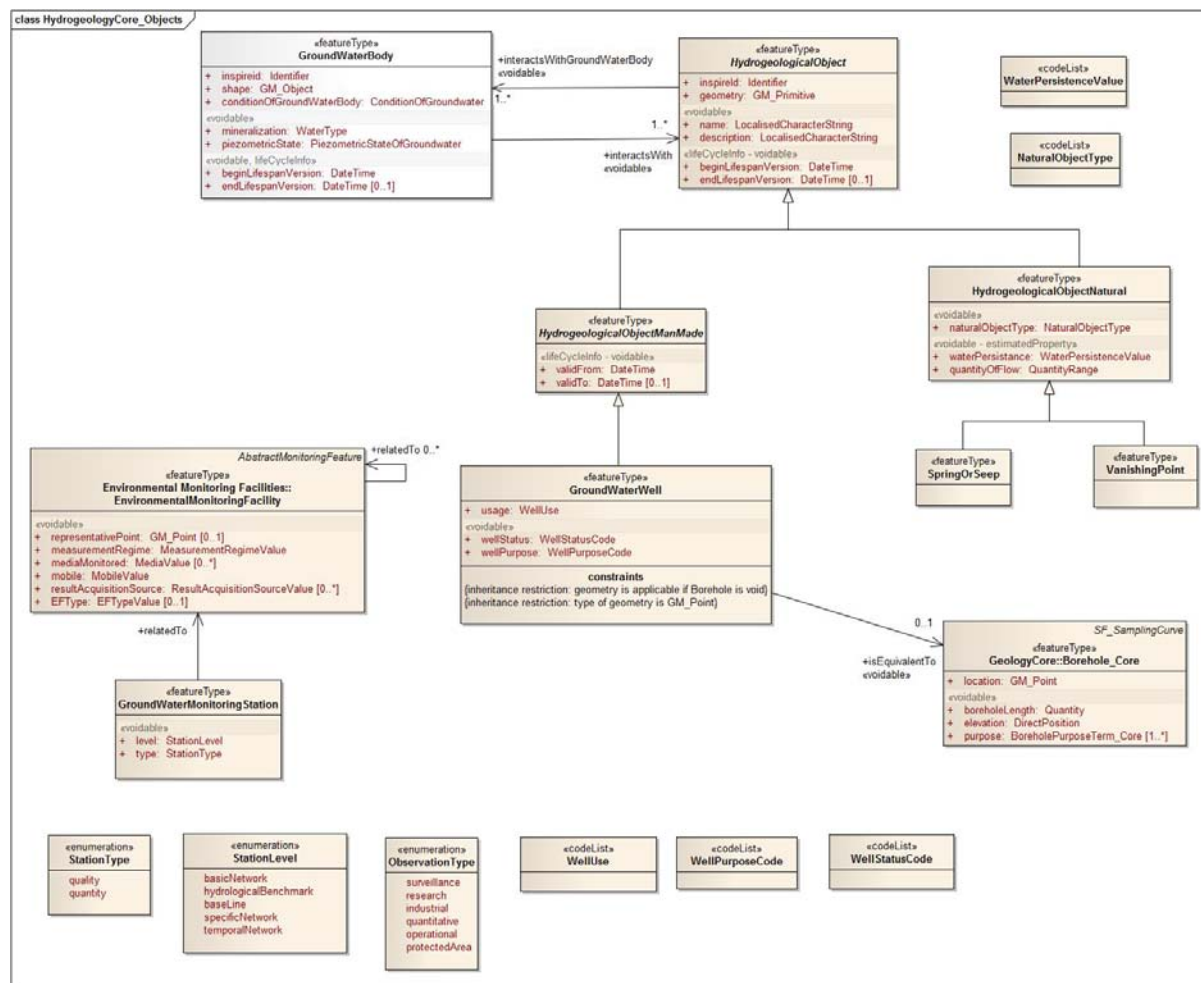 class HydrogeologyCore_Objects
«featureType»
GroundWaterBody
+ inspireid: Identifier
+ shape: GM_Object
+ conditionOfGroundWaterBody: ConditionOfGroundwater
«voidable»
+ mineralization: WaterType
+ piezometricState: PiezometricStateOfGroundwater
«voidable, lifeCycleInfo»
+ beginLifespanVersion: DateTime
+ endLifespanVersion: DateTime [0..1]
+interactsWithGroundWaterBody
«voidable»
1..*
1..*
+interactsWith
«voidable»
«featureType»
HydrogeologicalObject
+ inspireId: Identifier
+ geometry: GM_Primitive
«voidable»
+ name: LocalisedCharacterString
+ description: LocalisedCharacterString
«lifeCycleInfo - voidable»
+ beginLifespanVersion: DateTime
+ endLifespanVersion: DateTime [0..1]
«codeList»
WaterPersistenceValue
«codeList»
NaturalObjectType
«featureType»
HydrogeologicalObjectManMade
«lifeCycleInfo - voidable»
+ validFrom: DateTime
+ validTo: DateTime [0..1]
«featureType»
HydrogeologicalObjectNatural
«voidable»
+ naturalObjectType: NaturalObjectType
«voidable - estimatedProperty»
+ waterPersistance: WaterPersistenceValue
+ quantityOfFlow: QuantityRange
«featureType»
SpringOrSeep
«featureType»
VanishingPoint
AbstractMonitoringFeature
«featureType»
Environmental Monitoring Facilities::
EnvironmentalMonitoringFacility
«voidable»
+ representativePoint: GM_Point [0..1]
+ measurementRegime: MeasurementRegimeValue
+ mediaMonitored: MediaValue [0..*]
+ mobile: MobileValue
+ resultAcquisitionSource: ResultAcquisitionSourceValue [0..*]
+ EFType: EFTypeValue [0..1]
+relatedTo 0..*
+relatedTo
«featureType»
GroundWaterWell
+ usage: WellUse
«voidable»
+ wellStatus: WellStatusCode
+ wellPurpose: WellPurposeCode
constraints
{inheritance restriction: geometry is applicable if Borehole is void}
{inheritance restriction: type of geometry is GM_Point}
0..1
+isEquivalentTo
«voidable»
SF_SamplingCurve
«featureType»
GeologyCore::Borehole_Core
+ location: GM_Point
«voidable»
+ boreholeLength: Quantity
+ elevation: DirectPosition
+ purpose: BoreholePurposeTerm_Core [1..*]
«featureType»
GroundWaterMonitoringStation
«voidable»
+ level: StationLevel
+ type: StationType
«enumeration»
StationType
quality
quantity
«enumeration»
StationLevel
basicNetwork
hydrologicalBenchmark
baseLine
specificNetwork
temporalNetwork
«enumeration»
ObservationType
surveillance
research
industrial
quantitative
operational
protectedArea
«codeList»
WellUse
«codeList»
WellPurposeCode
«codeList»
WellStatusCode